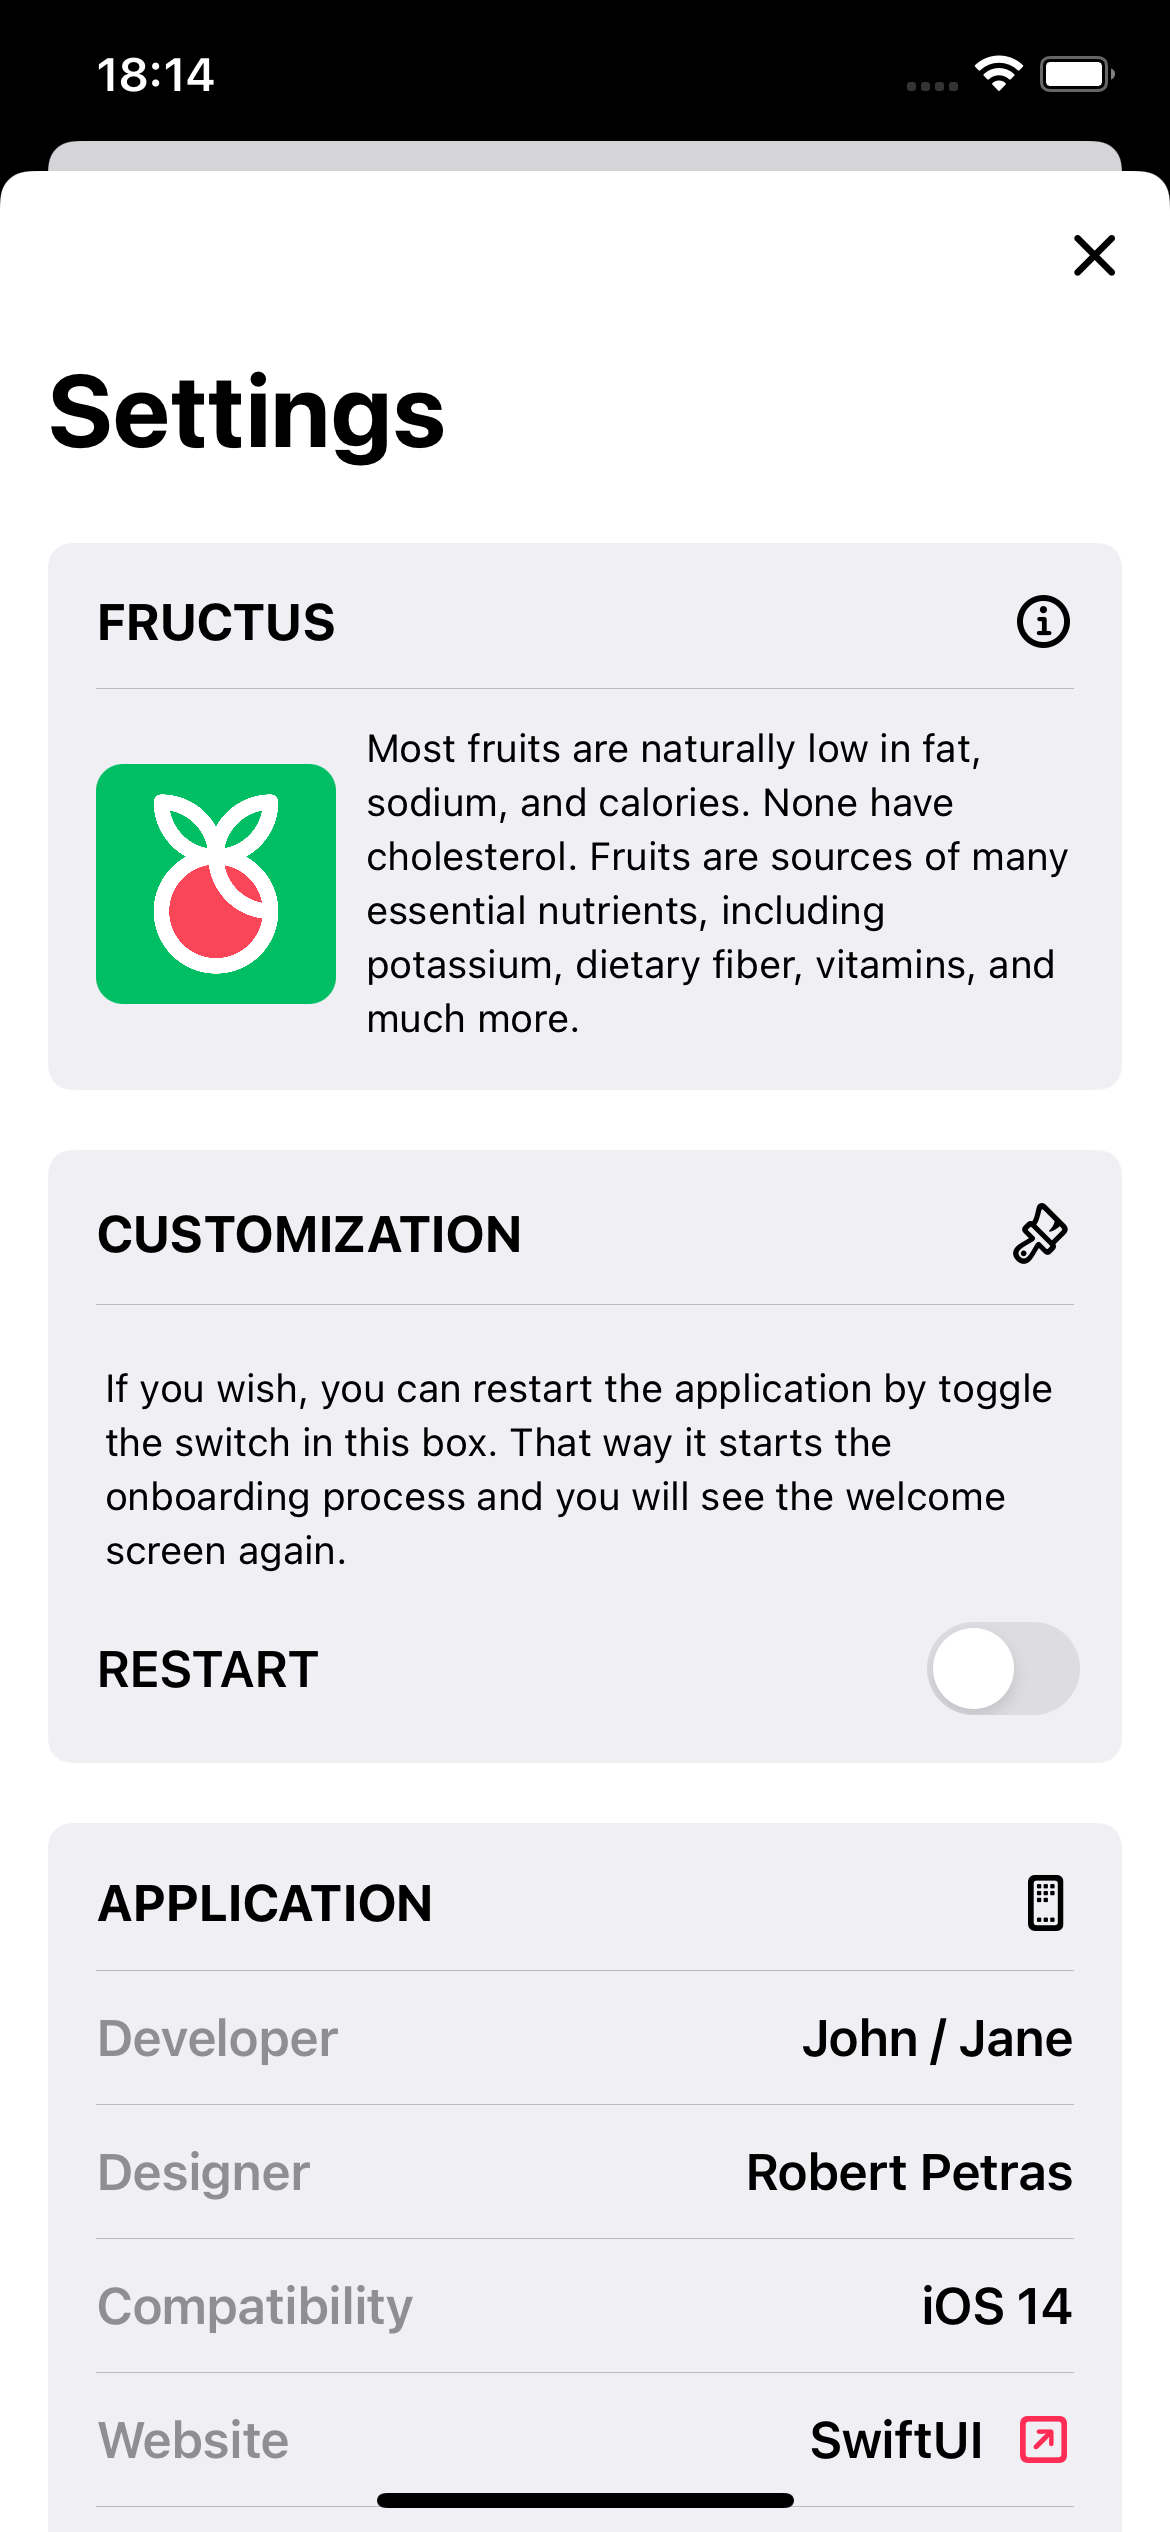 18:14
Settings
FRUCTUS
Most fruits are naturally low in fat,
sodium, and calories. None have
cholesterol. Fruits are sources of many
essential nutrients, including
potassium, dietary fiber, vitamins, and
much more.
CUSTOMIZATION
If you wish, you can restart the application by toggle
the switch in this box. That way it starts the
onboarding process and you will see the welcome
screen again.
RESTART
APPLICATION
Developer John / Jane
Designer Robert Petras
Compatibility iOS 14
Website SwiftUI